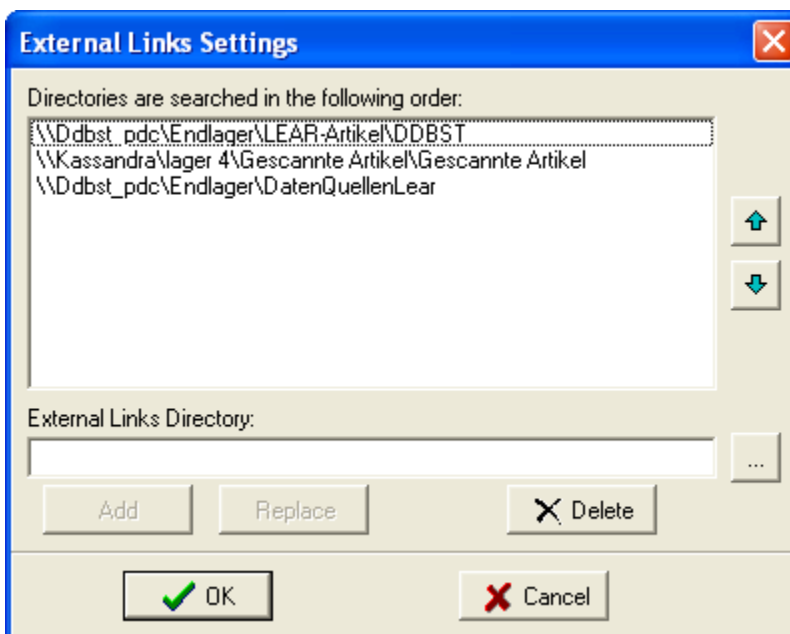 External Links Settings
Directories are searched in the following order:
\\Ddbst_pdc\Endlager\LEAR-Artikel\DDBST
\\Kassandra\lager 4\Gescannte Artikel\Gescannte Artikel
\\Ddbst_pdc\Endlager\DatenQuellenLear
External Links Directory:
...
Add Replace Delete
OK Cancel